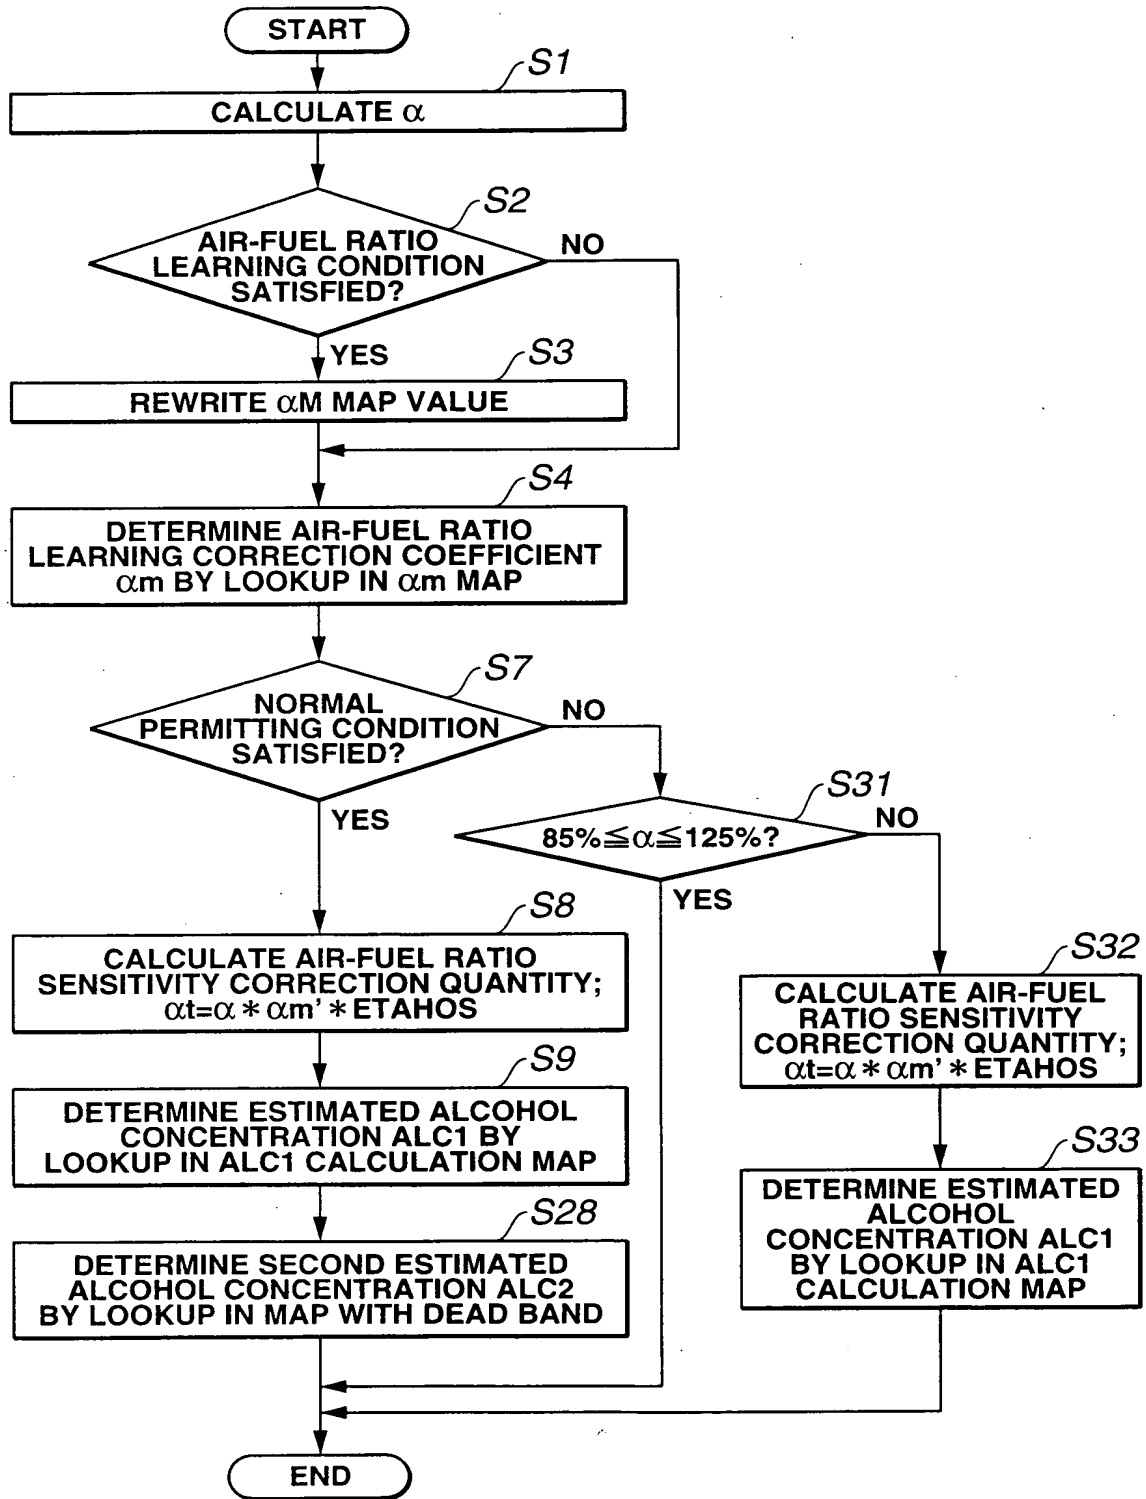 START
S1
CALCULATE α
S2
AIR-FUEL RATIO
LEARNING CONDITION
SATISFIED?
NO
YES
S3
REWRITE αM MAP VALUE
S4
DETERMINE AIR-FUEL RATIO
LEARNING CORRECTION COEFFICIENT
αm BY LOOKUP IN αm MAP
S7
NORMAL
PERMITTING CONDITION
SATISFIED?
NO
YES
S31
85%≦α≦125%?
NO
YES
S8
CALCULATE AIR-FUEL RATIO
SENSITIVITY CORRECTION QUANTITY;
αt=α*αm'*ETAHOS
S9
DETERMINE ESTIMATED ALCOHOL
CONCENTRATION ALC1 BY
LOOKUP IN ALC1 CALCULATION MAP
S28
DETERMINE SECOND ESTIMATED
ALCOHOL CONCENTRATION ALC2
BY LOOKUP IN MAP WITH DEAD BAND
S32
CALCULATE AIR-FUEL
RATIO SENSITIVITY
CORRECTION QUANTITY;
αt=α*αm'*ETAHOS
S33
DETERMINE ESTIMATED
ALCOHOL
CONCENTRATION ALC1
BY LOOKUP IN ALC1
CALCULATION MAP
END